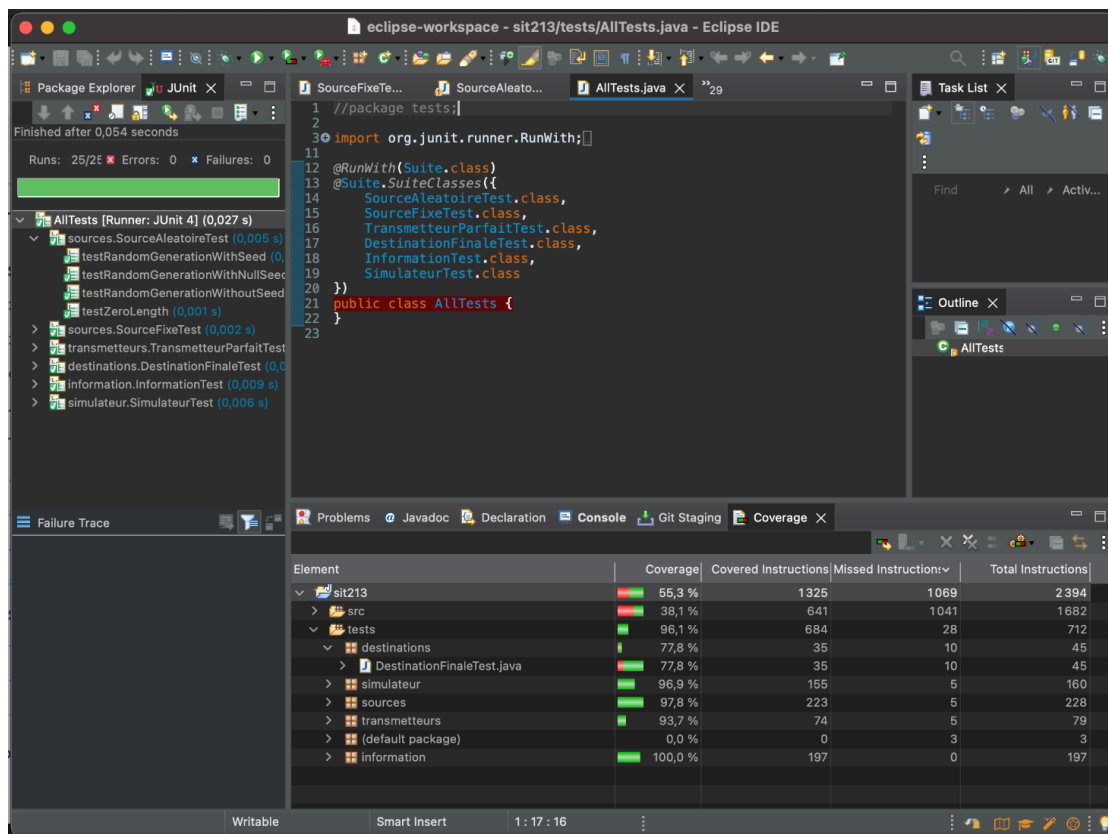 eclipse-workspace - sit213/tests/AllTests.java - Eclipse IDE
Package Explorer JUnit
Finished after 0,054 seconds
Runs: 25/25 Errors: 0 Failures: 0
AllTests [Runner: JUnit 4] (0,027 s)
sources.SourceAleatoireTest (0,005 s)
testRandomGenerationWithSeed (0,
testRandomGenerationWithNullSeed
testRandomGenerationWithoutSeed
testZeroLength (0,001 s)
sources.SourceFixeTest (0,002 s)
transmetteurs.TransmetteurParfaitTest
destinations.DestinationFinaleTest (0,0
information.InformationTest (0,009 s)
simulateur.SimulateurTest (0,006 s)
Failure Trace
SourceFixeTe... SourceAleato... AllTests.java 29
1 //package tests;
2
3 import org.junit.runner.RunWith;
11
12 @RunWith(Suite.class)
13 @Suite.SuiteClasses({
14 SourceAleatoireTest.class,
15 SourceFixeTest.class,
16 TransmetteurParfaitTest.class,
17 DestinationFinaleTest.class,
18 InformationTest.class,
19 SimulateurTest.class
20 })
21 public class AllTests {
22 }
23
Task List
Find All Activ...
Outline
AllTests
Problems Javadoc Declaration Console Git Staging Coverage
Element Coverage Covered Instructions Missed Instructions Total Instructions
sit213 55,3 % 1325 1069 2394
src 38,1 % 641 1041 1682
tests 96,1 % 684 28 712
destinations 77,8 % 35 10 45
DestinationFinaleTest.java 77,8 % 35 10 45
simulateur 96,9 % 155 5 160
sources 97,8 % 223 5 228
transmetteurs 93,7 % 74 5 79
(default package) 0,0 % 0 3 3
information 100,0 % 197 0 197
Writable Smart Insert 1 : 17 : 16